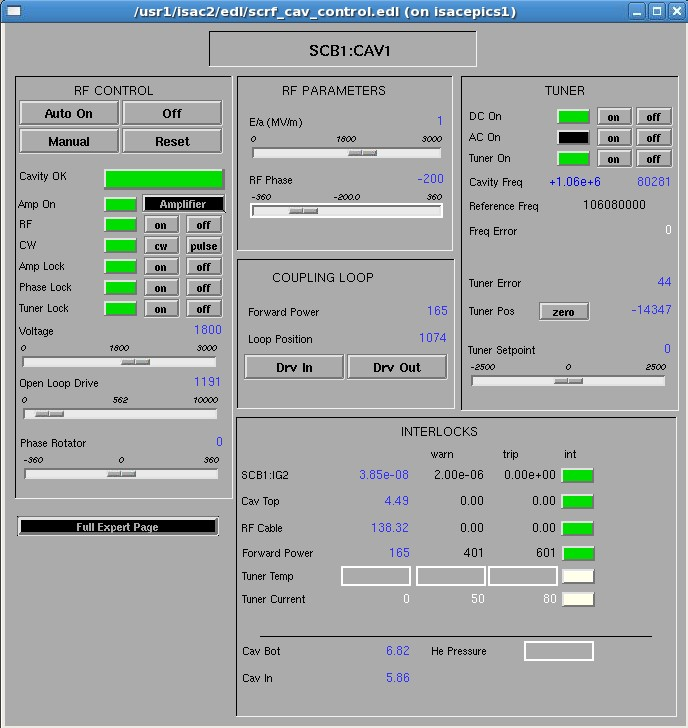 /usr1/isac2/edl/scrf_cav_control.edl (on isacepics1)
SCB1:CAV1
RF CONTROL
Auto On Off
Manual Reset
Cavity OK
Amp On Amplifier
RF on off
CW cw pulse
Amp Lock on off
Phase Lock on off
Tuner Lock on off
Voltage 1800
0 1800 3000
Open Loop Drive 1191
0 562 10000
Phase Rotator 0
-360 0 360
Full Expert Page
RF PARAMETERS
E/a (MV/m) 1
0 1800 3000
RF Phase -200
-360 -200.0 360
COUPLING LOOP
Forward Power 165
Loop Position 1074
Drv In Drv Out
TUNER
DC On on off
AC On on off
Tuner On on off
Cavity Freq +1.06e+6 80281
Reference Freq 106080000
Freq Error 0
Tuner Error 44
Tuner Pos zero -14347
Tuner Setpoint 0
-2500 0 2500
INTERLOCKS
warn trip int
SCB1:IG2 3.85e-08 2.00e-06 0.00e+00
Cav Top 4.49 0.00 0.00
RF Cable 138.32 0.00 0.00
Forward Power 165 401 601
Tuner Temp
Tuner Current 0 50 80
Cav Bot 6.82 He Pressure
Cav In 5.86